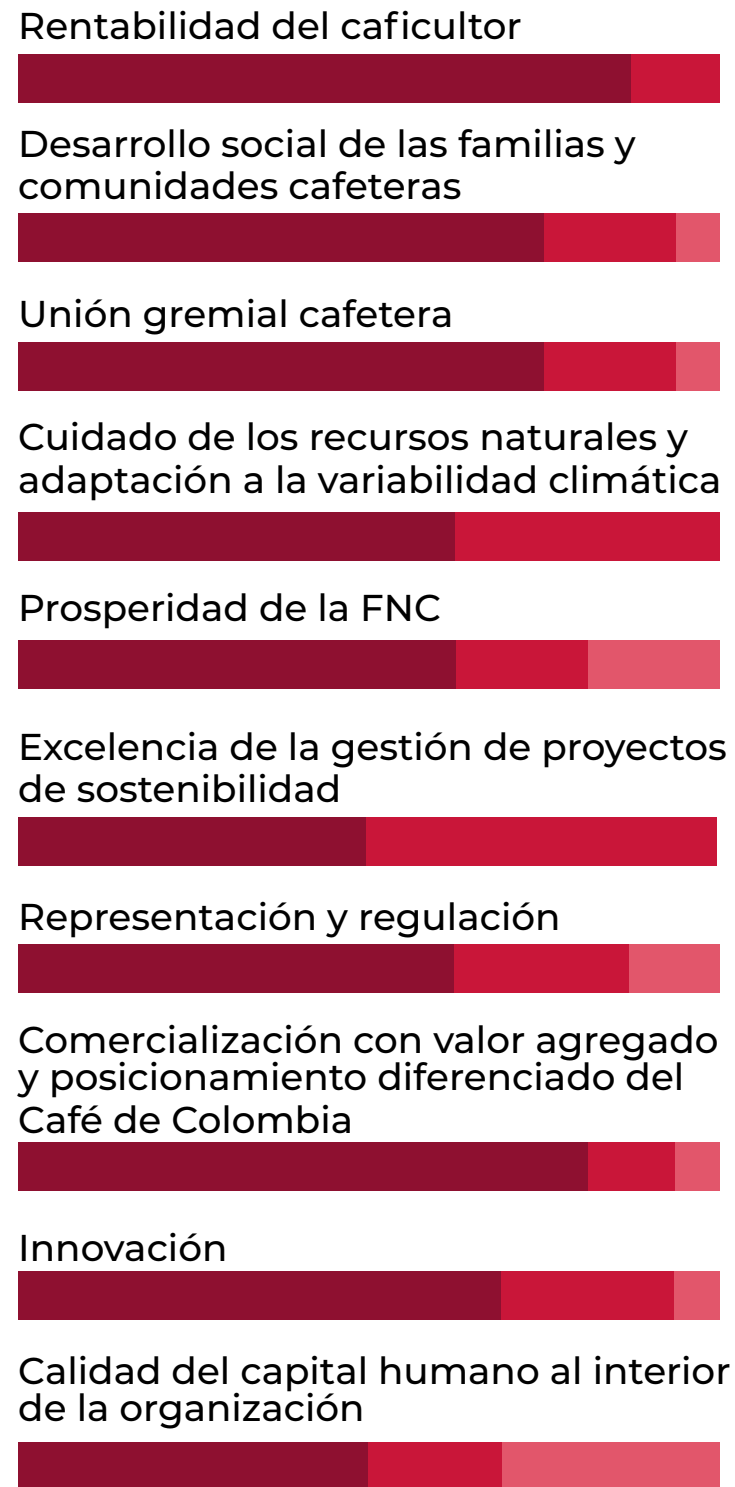 Rentabilidad del caficultor
Desarrollo social de las familias y
comunidades cafeteras
Unión gremial cafetera
Cuidado de los recursos naturales y
adaptación a la variabilidad climática
Prosperidad de la FNC
Excelencia de la gestión de proyectos
de sostenibilidad
Representación y regulación
Comercialización con valor agregado
y posicionamiento diferenciado del
Café de Colombia
Innovación
Calidad del capital humano al interior
de la organización